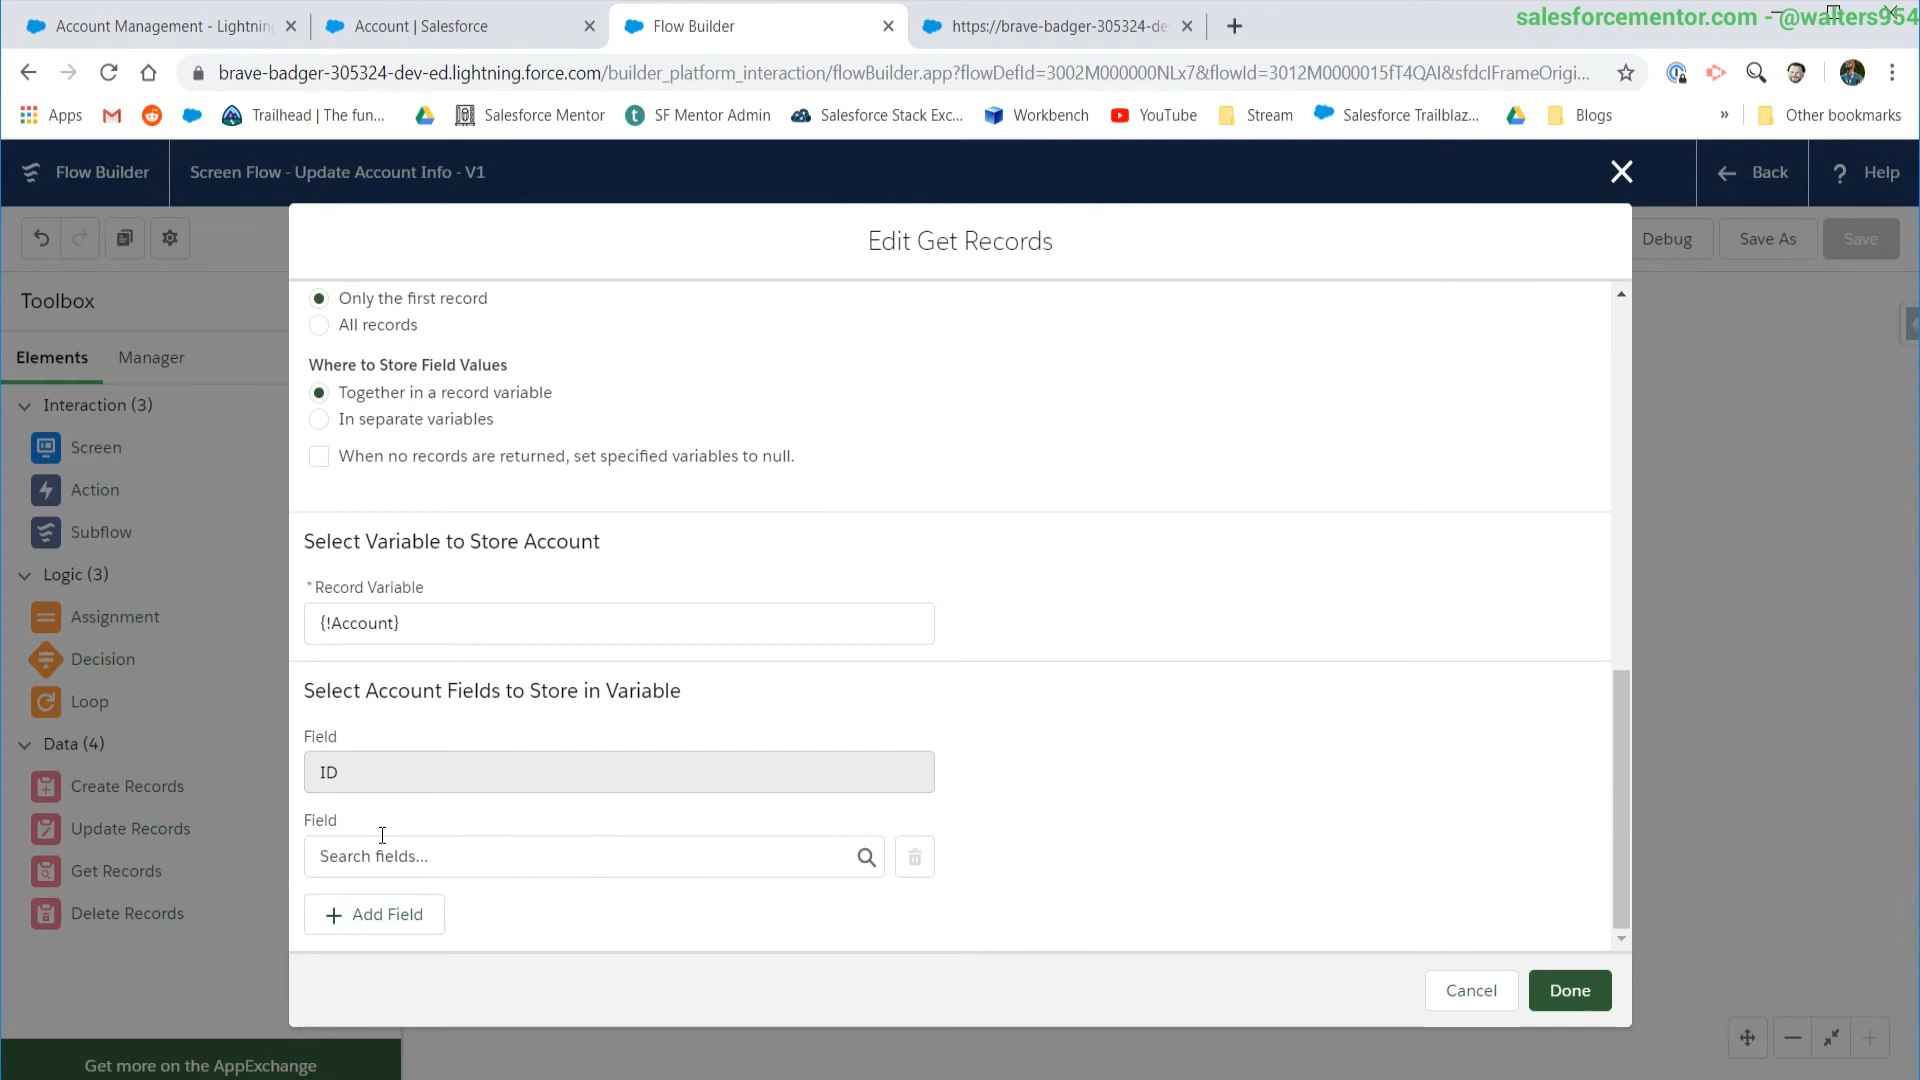 Account Management - Lightnin
Account | Salesforce
Flow Builder
https://brave-badger-305324-de
salesforcementor.com - @walters954
brave-badger-305324-dev-ed.lightning.force.com/builder_platform_interaction/flowBuilder.app?flowDefId=3002M000000NLx7&flowId=3012M0000015fT4QAI&sfdcIFrameOrigi...
Apps
Trailhead | The fun...
Salesforce Mentor
SF Mentor Admin
Salesforce Stack Exc...
Workbench
YouTube
Stream
Salesforce Trailblaz...
Blogs
»
Other bookmarks
Flow Builder
Screen Flow - Update Account Info - V1
Back
? Help
Debug
Save As
Save
Toolbox
Elements
Manager
Interaction (3)
Screen
Action
Subflow
Logic (3)
Assignment
Decision
Loop
Data (4)
Create Records
Update Records
Get Records
Delete Records
Get more on the AppExchange
Edit Get Records
Only the first record
All records
Where to Store Field Values
Together in a record variable
In separate variables
When no records are returned, set specified variables to null.
Select Variable to Store Account
* Record Variable
{!Account}
Select Account Fields to Store in Variable
Field
ID
Field
Search fields...
+ Add Field
Cancel
Done